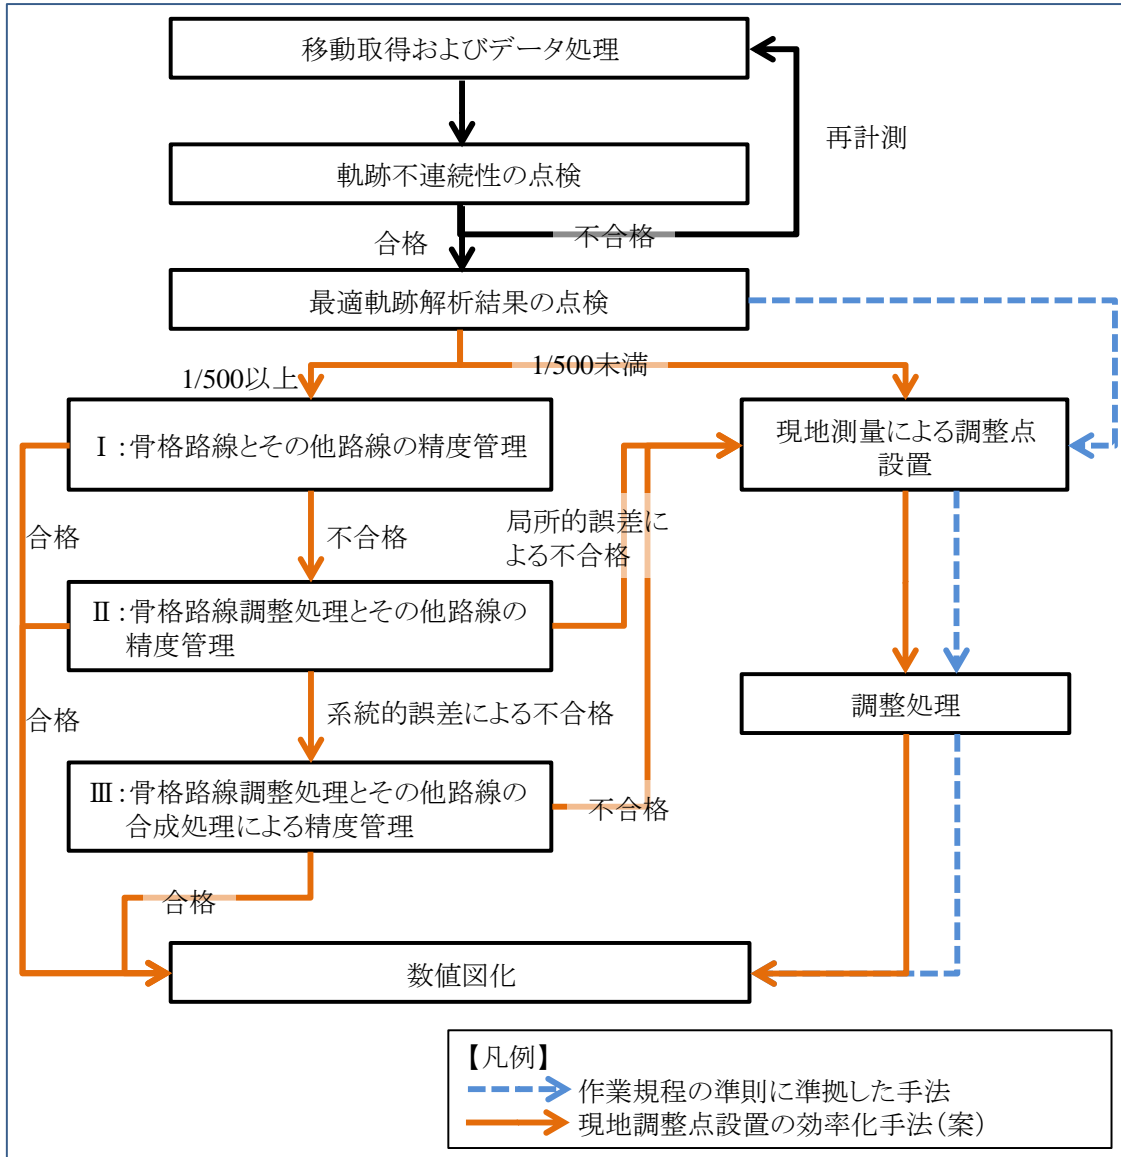 移動取得およびデータ処理
再計測
軌跡不連続性の点検
合格
不合格
最適軌跡解析結果の点検
1/500以上
1/500未満
Ⅰ：骨格路線とその他路線の精度管理
現地測量による調整点
設置
合格
不合格
局所的誤差に
よる不合格
Ⅱ：骨格路線調整処理とその他路線の
精度管理
合格
系統的誤差による不合格
調整処理
Ⅲ：骨格路線調整処理とその他路線の
合成処理による精度管理
不合格
合格
数値図化
【凡例】
作業規程の準則に準拠した手法
現地調整点設置の効率化手法（案）